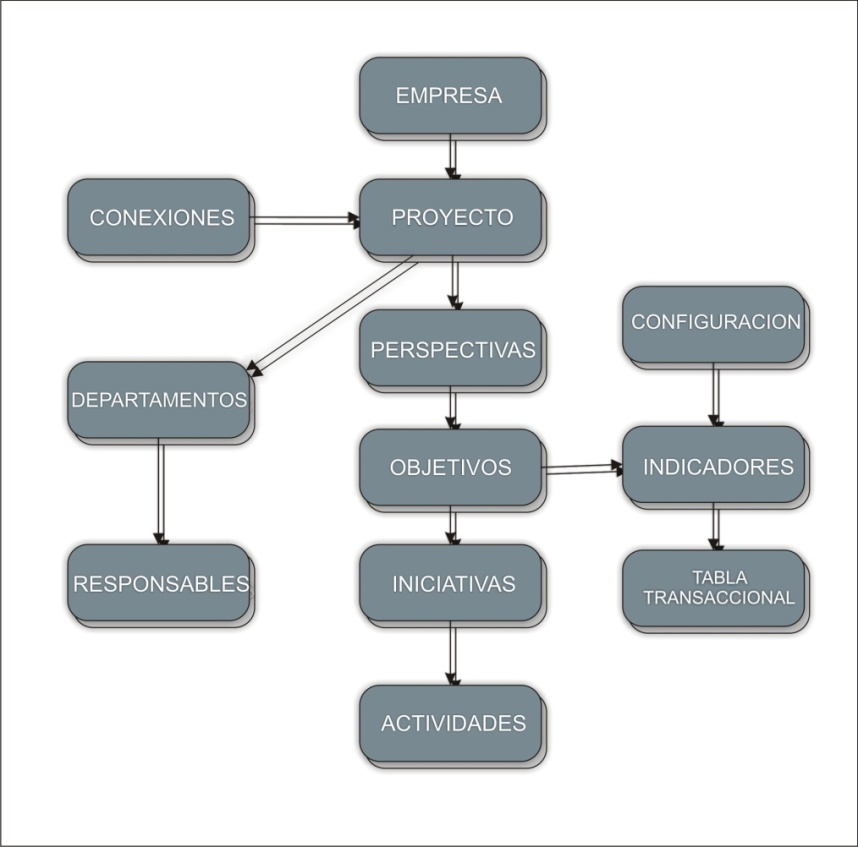 EMPRESA
CONEXIONES
PROYECTO
PERSPECTIVAS
CONFIGURACION
DEPARTAMENTOS
OBJETIVOS
INDICADORES
RESPONSABLES
INICIATIVAS
TABLA
TRANSACCIONAL
ACTIVIDADES